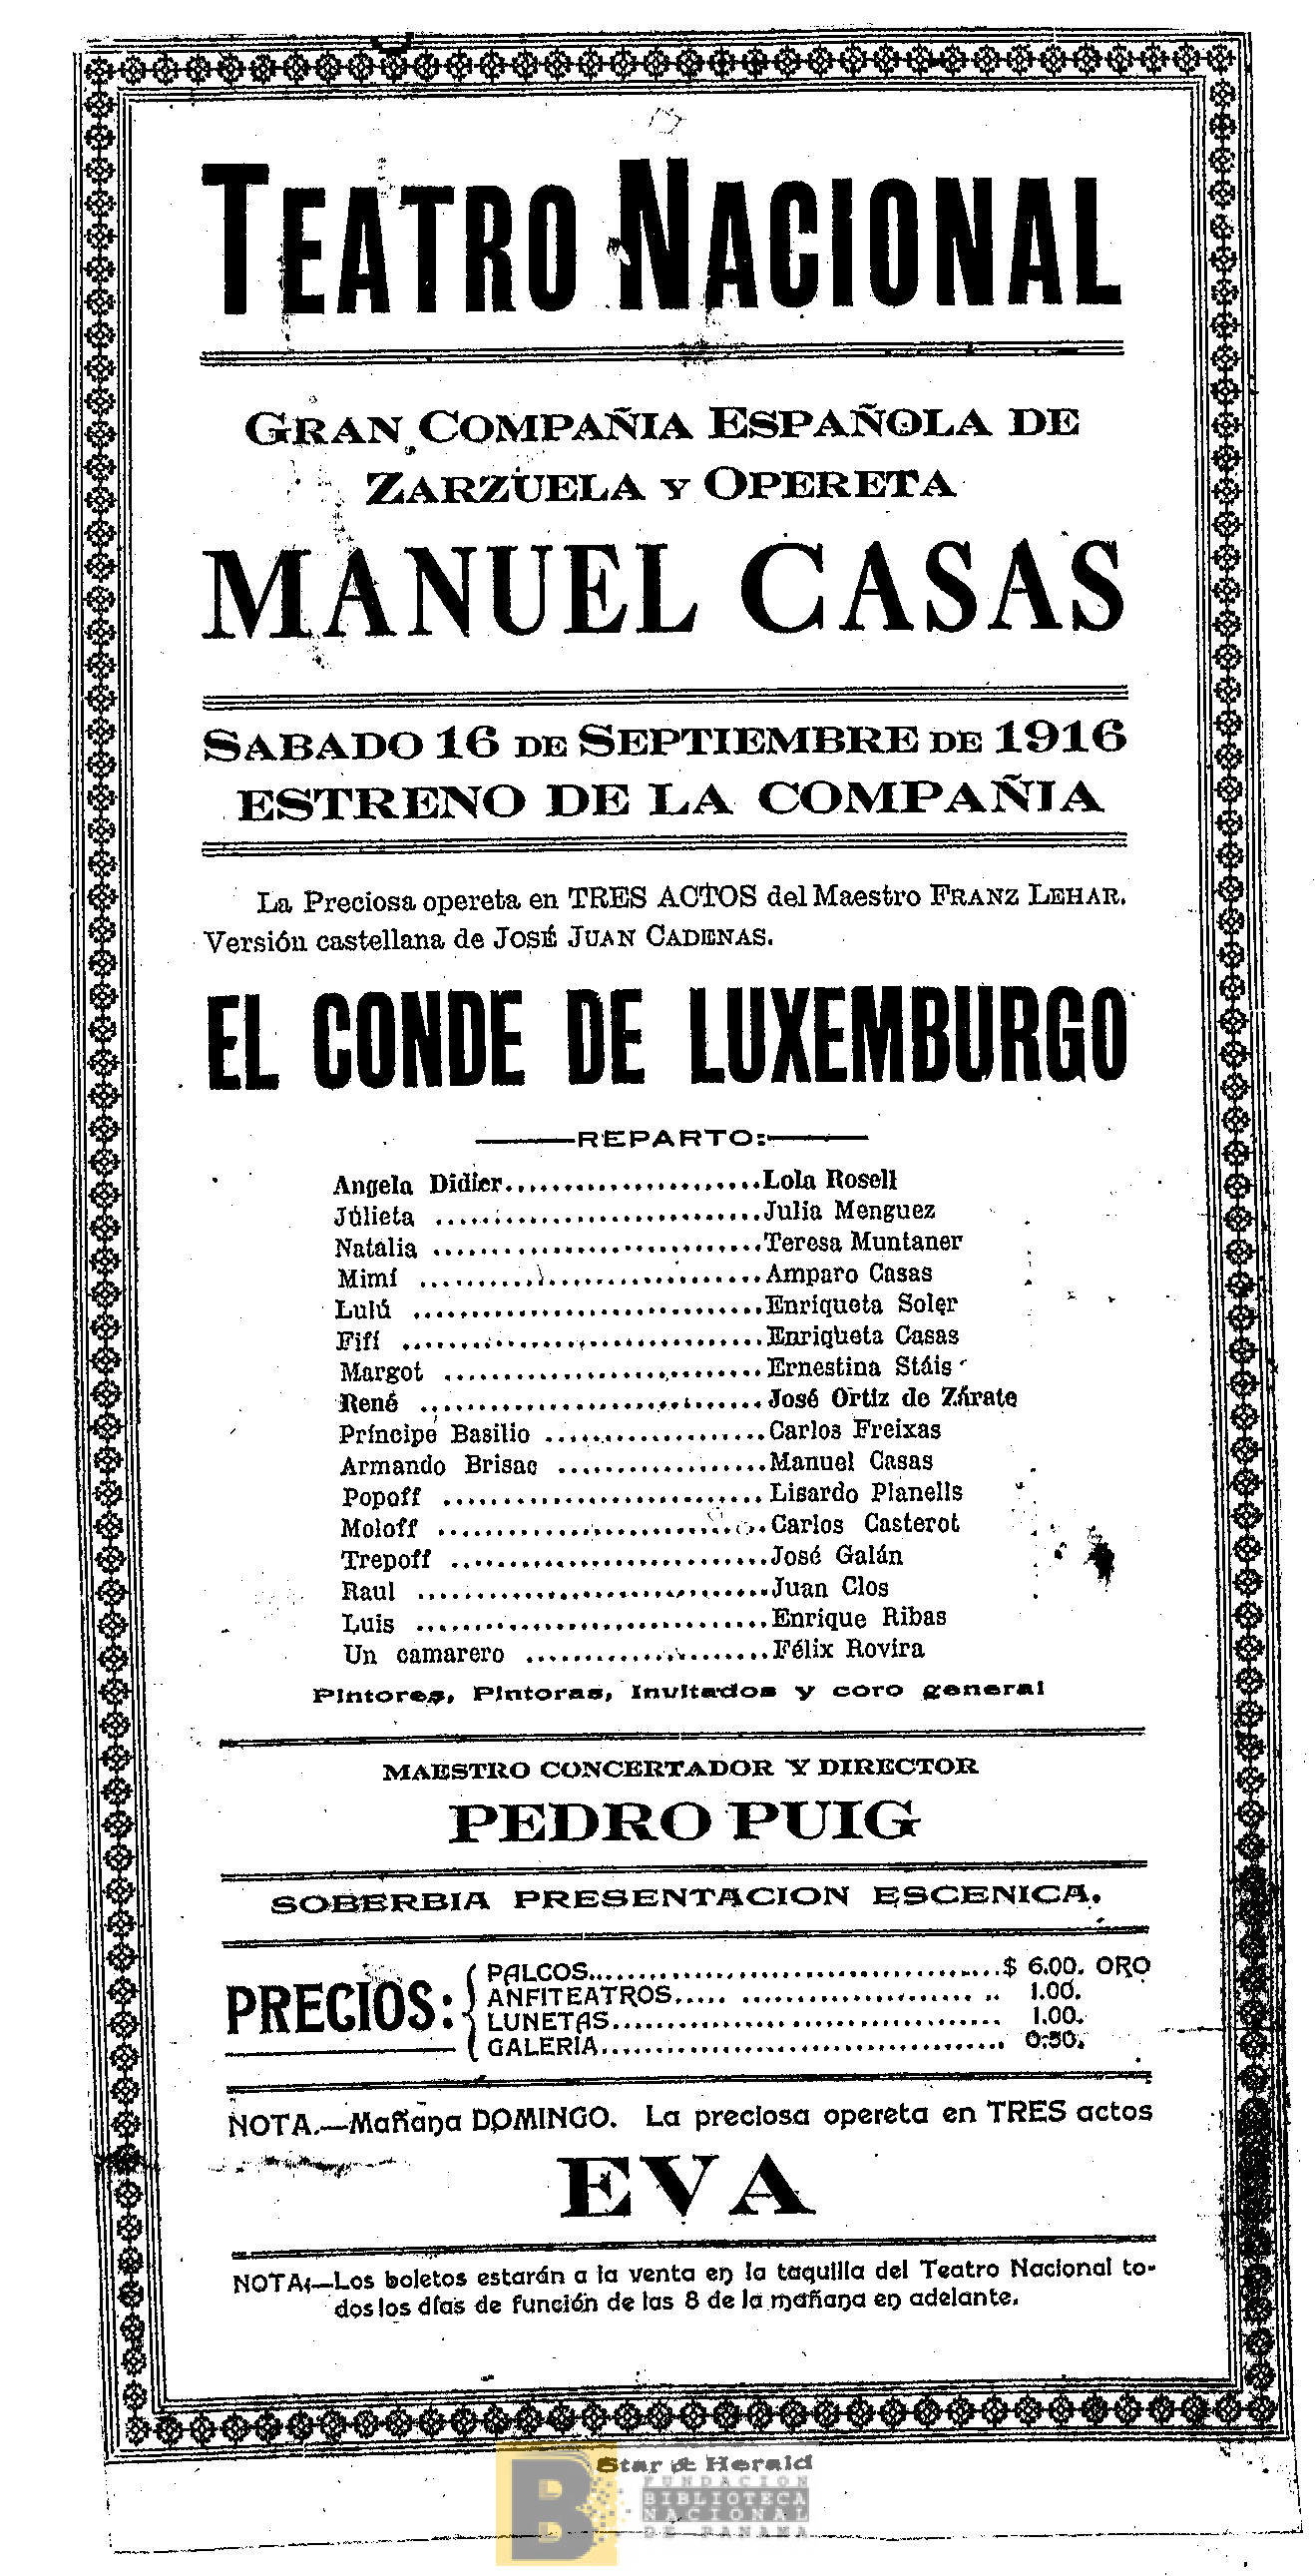 TEATRO NACIONAL
GRAN COMPAÑIA ESPAÑOLA DE
ZARZUELA Y OPERETA
MANUEL CASAS
SABADO 16 DE SEPTIEMBRE DE 1916
ESTRENO DE LA COMPAÑIA
La Preciosa opereta en TRES ACTOS del Maestro FRANZ LEHAR.
Versión castellana de JOSÉ JUAN CADENAS.
EL CONDE DE LUXEMBURGO
REPARTO:
Angela Didier......................Lola Rosell
Júlieta ............................Julia Menguez
Natalia ............................Teresa Muntaner
Mimí .............................Amparo Casas
Lulú ..............................Enriqueta Soler
Fifí ...............................Enriqueta Casas
Margot ...........................Ernestina Stáis
René .............................José Ortiz de Zárate
Príncipe Basilio ...................Carlos Freixas
Armando Brisac ..................Manuel Casas
Popoff ...........................Lisardo Planells
Moloff ............................Carlos Casterot
Trepoff ...........................José Galán
Raul ..............................Juan Clos
Luis ..............................Enrique Ribas
Un camarero .....................Félix Rovira
Pintores, Pintoras, Invitados y coro general
MAESTRO CONCERTADOR Y DIRECTOR
PEDRO PUIG
SOBERBIA PRESENTACION ESCENICA.
PRECIOS:
PALCOS.....................................$ 6.00. ORO
ANFITEATROS..... ..................... .. 1.00.
LUNETAS................................... 1.00.
GALERIA.................................... 0.50.
NOTA.—Mañana DOMINGO. La preciosa opereta en TRES actos
EVA
NOTA:—Los boletos estarán a la venta en la taquilla del Teatro Nacional to-
dos los días de función de las 8 de la mañana en adelante.
Star & Herald
B
FUNDACION
BIBLIOTECA
NACIONAL
DE PANAMA